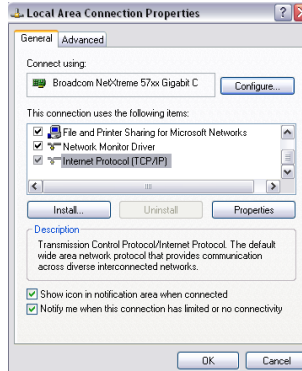 Local Area Connection Properties
General
Advanced
Connect using:
Broadcom NetXtreme 57xx Gigabit C
Configure...
This connection uses the following items:
File and Printer Sharing for Microsoft Networks
Network Monitor Driver
Internet Protocol (TCP/IP)
Install...
Uninstall
Properties
Description
Transmission Control Protocol/Internet Protocol. The default
wide area network protocol that provides communication
across diverse interconnected networks.
Show icon in notification area when connected
Notify me when this connection has limited or no connectivity
OK
Cancel